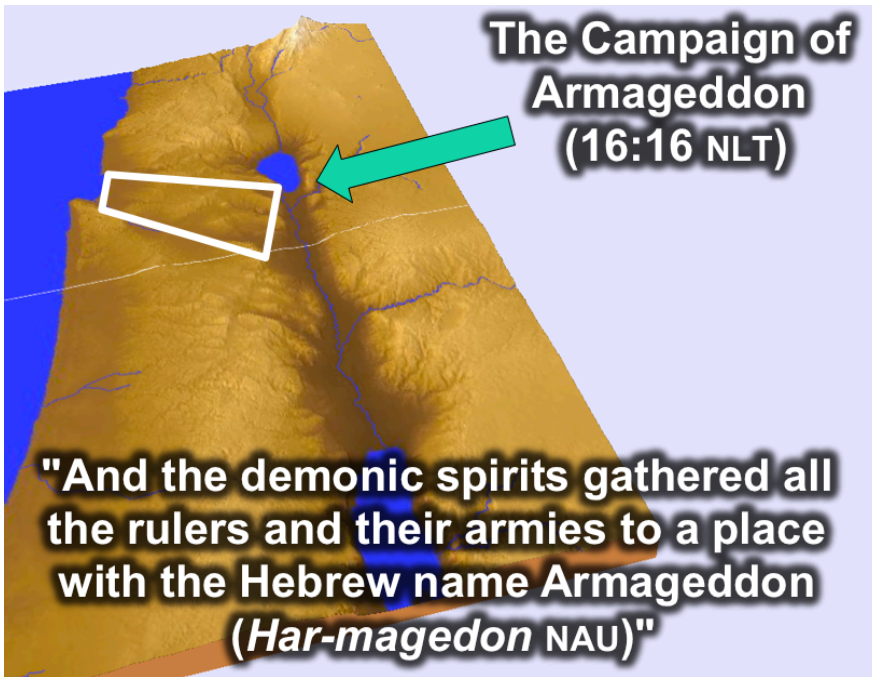 The Campaign of
Armageddon
(16:16 NLT)
"And the demonic spirits gathered all
the rulers and their armies to a place
with the Hebrew name Armageddon
(Har-magedon NAU)"